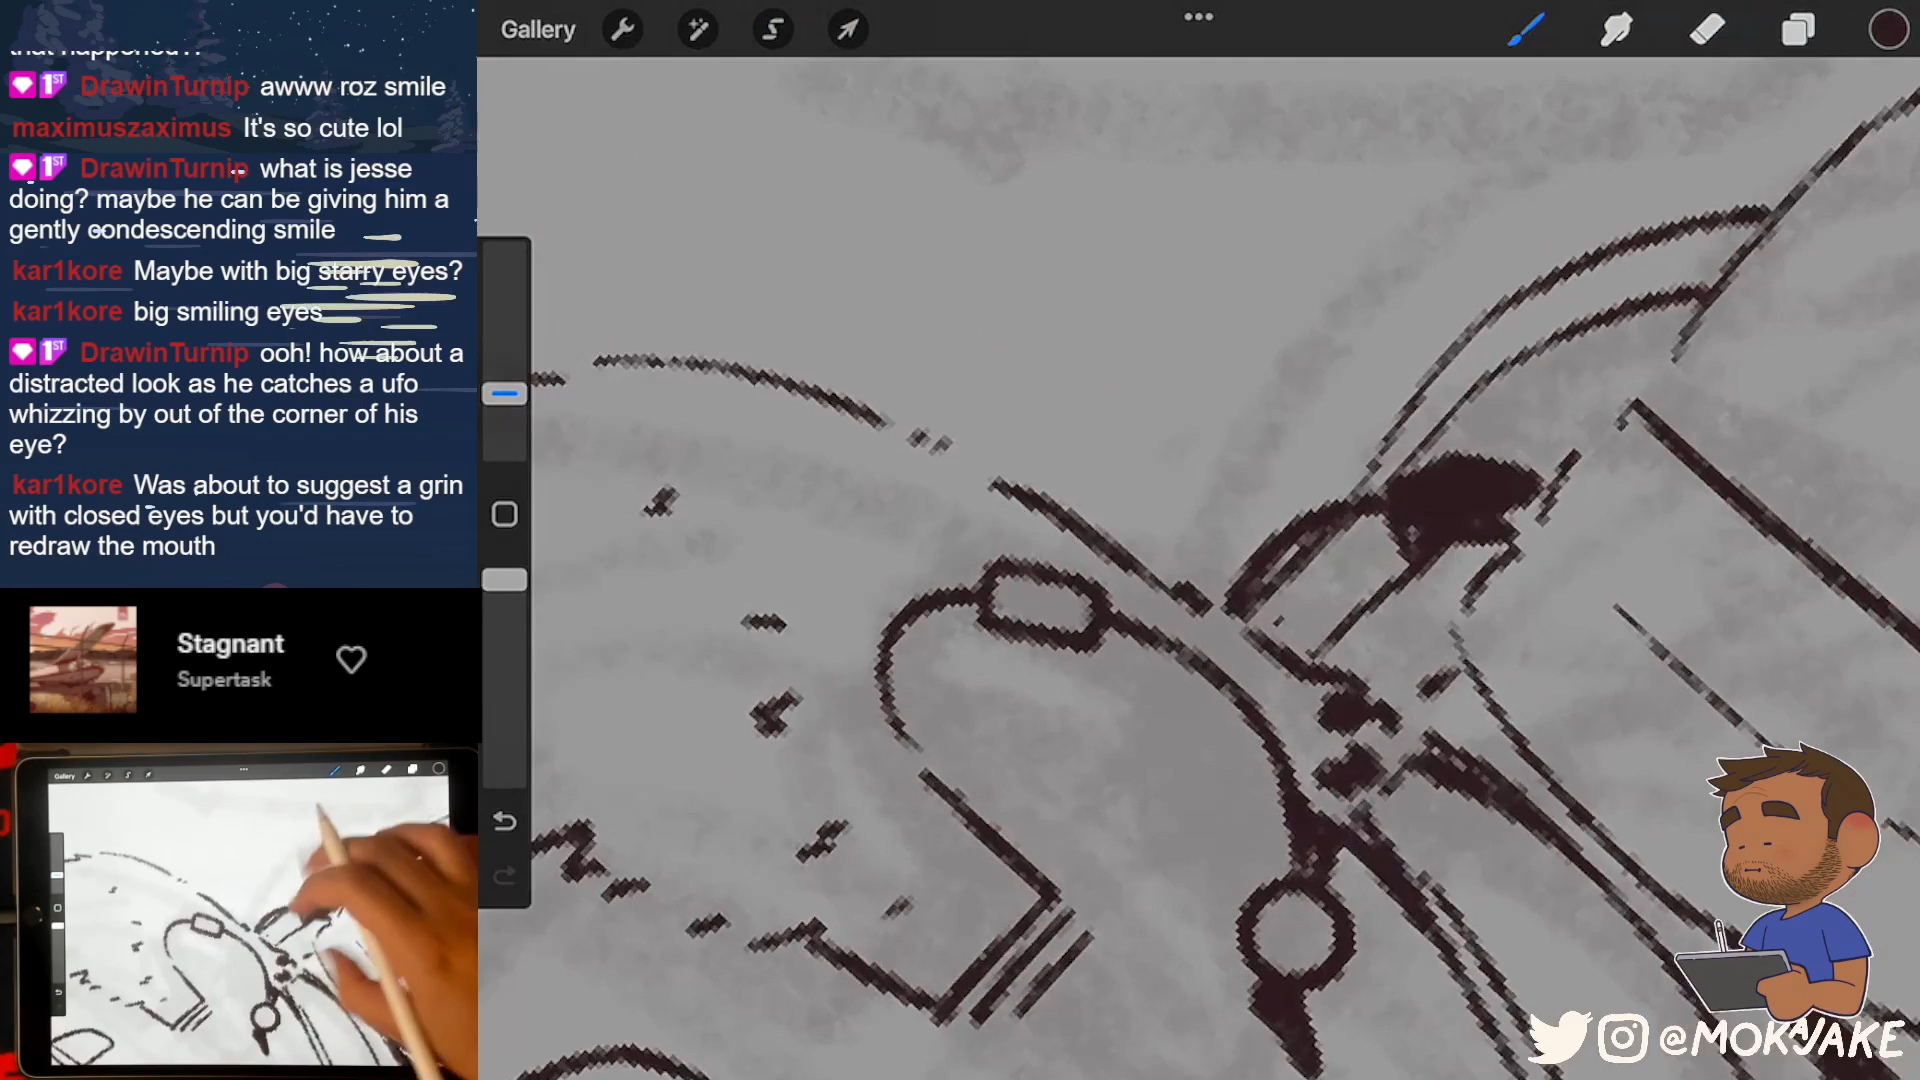 that happened?!
DrawinTurnip awww roz smile
maximuszaximus It's so cute lol
DrawinTurnip what is jesse
doing? maybe he can be giving him a
gently condescending smile
kar1kore Maybe with big starry eyes?
kar1kore big smiling eyes
DrawinTurnip ooh! how about a
distracted look as he catches a ufo
whizzing by out of the corner of his
eye?
kar1kore Was about to suggest a grin
with closed eyes but you'd have to
redraw the mouth
Stagnant
Supertask
Gallery
Gallery
@MOKAJAKE